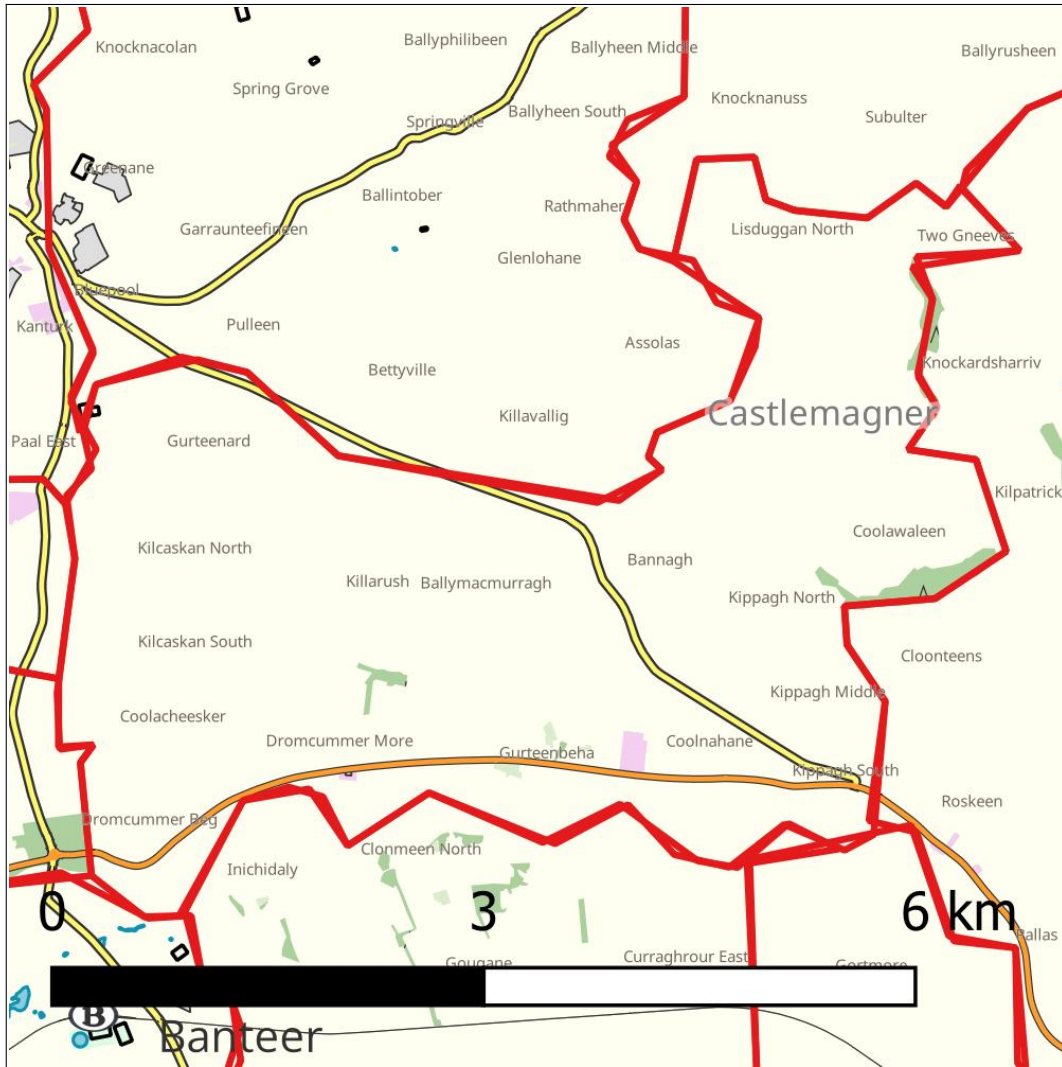 Knocknacolan
Ballyphilibeen
Ballyheen Middle
Ballyrusheen
Spring Grove
Knocknanuss
Ballyheen South
Subulter
Springville
Greenane
Ballintober
Rathmaher
Garraunteefineen
Lisduggan North
Two Gneeves
Glenlohane
Bluepool
Kanturk
Pulleen
Assolas
Knockardsharriv
Bettyville
Castlemagner
Killavallig
Paal East
Gurteenard
Kilpatrick
Coolawaleen
Kilcaskan North
Bannagh
Killarush
Ballymacmurragh
Kippagh North
Kilcaskan South
Cloonteens
Kippagh Middle
Coolacheesker
Dromcummer More
Coolnahane
Gurteenbeha
Kippagh South
Roskeen
Dromcummer Beg
Clonmeen North
Inichidaly
0
3
6 km
Pallas
Curraghrour East
Gougane
Gortmore
B
Banteer